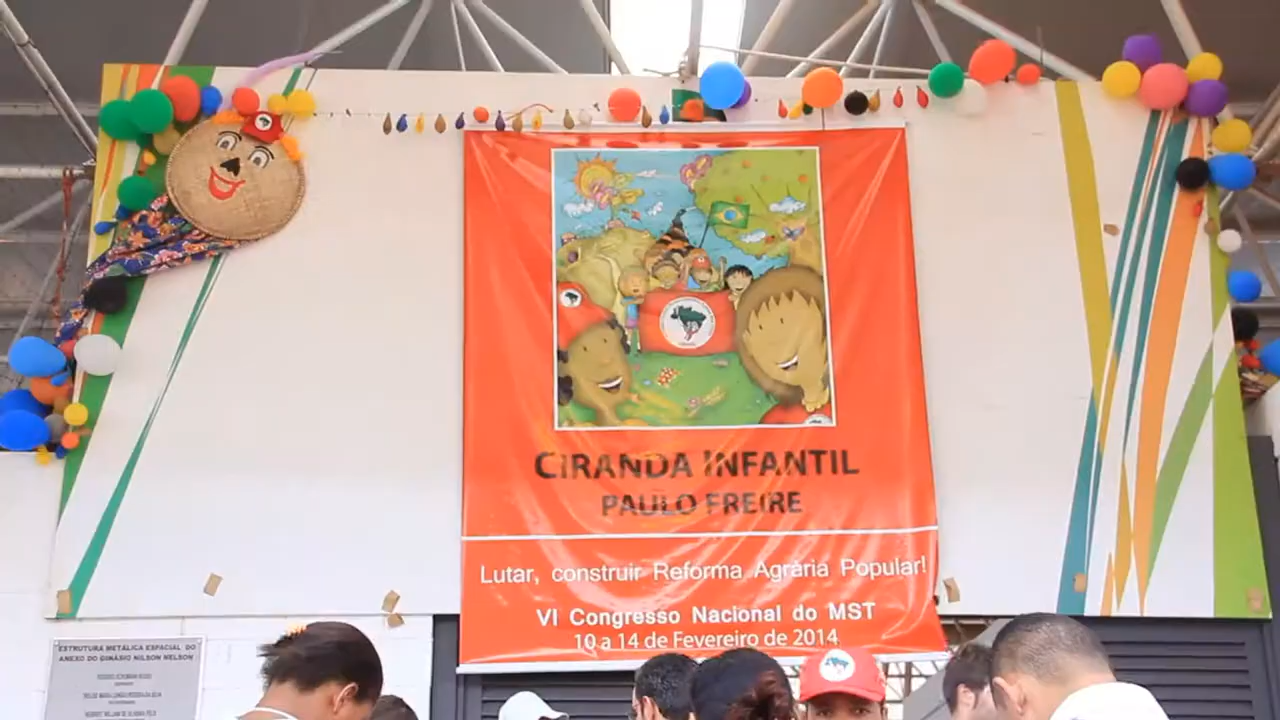 CIRANDA INFANTIL
PAULO FREIRE
Lutar, construir Reforma Agrária Popular!
VI Congresso Nacional do MST
10 a 14 de Fevereiro de 2014
ESTRUTURA METÁLICA ESPACIAL DO
ANEXO DO GINÁSIO NILSON NELSON